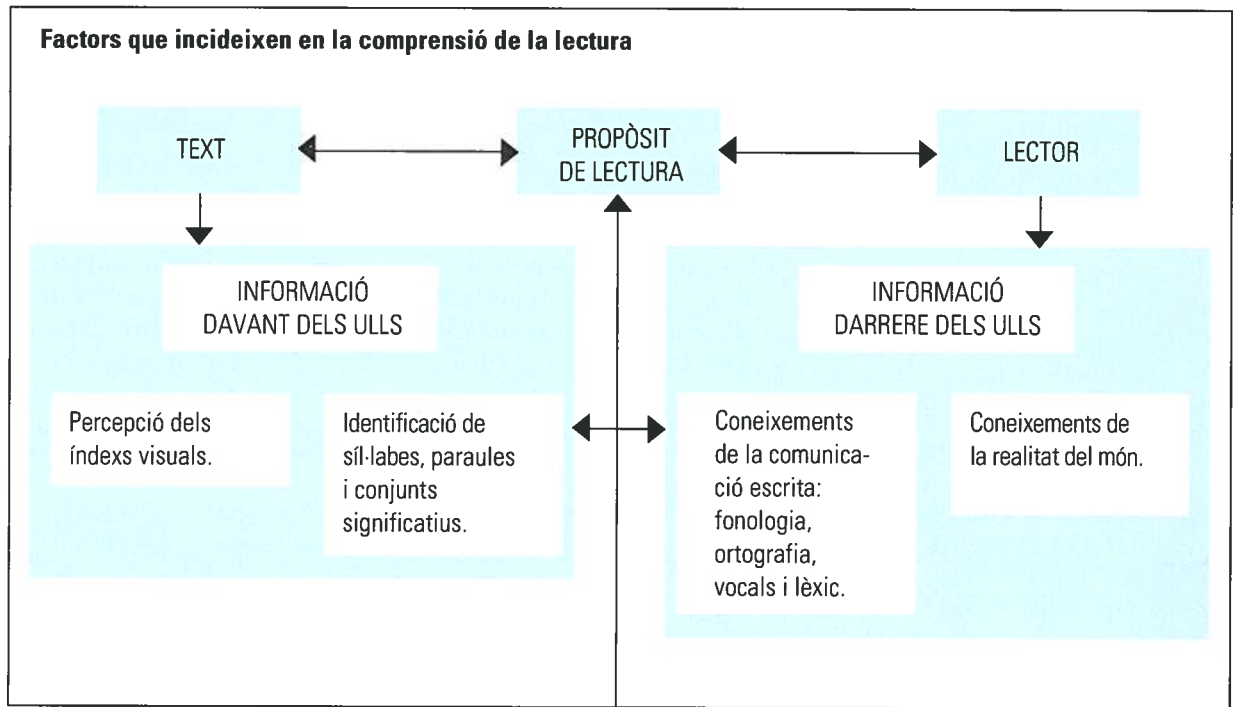 Factors que incideixen en la comprensió de la lectura
TEXT
PROPÒSIT
DE LECTURA
LECTOR
INFORMACIÓ
DAVANT DELS ULLS
Percepció dels
índexs visuals.
Identificació de
síl·labes, paraules
i conjunts
significatius.
INFORMACIÓ
DARRERE DELS ULLS
Coneixements
de la comunica-
ció escrita:
fonologia,
ortografia,
vocals i lèxic.
Coneixements de
la realitat del món.